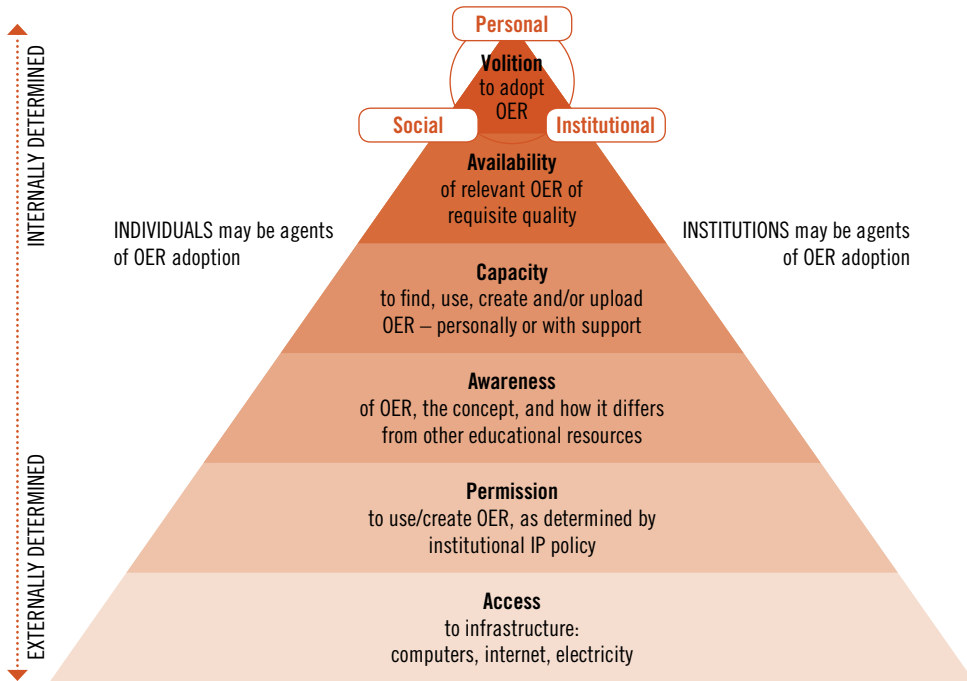 Personal
Volition
to adopt
OER
Social
Institutional
Availability
of relevant OER of
requisite quality
INTERNALLY DETERMINED
INDIVIDUALS may be agents
of OER adoption
INSTITUTIONS may be agents
of OER adoption
Capacity
to find, use, create and/or upload
OER – personally or with support
Awareness
of OER, the concept, and how it differs
from other educational resources
EXTERNALLY DETERMINED
Permission
to use/create OER, as determined by
institutional IP policy
Access
to infrastructure:
computers, internet, electricity